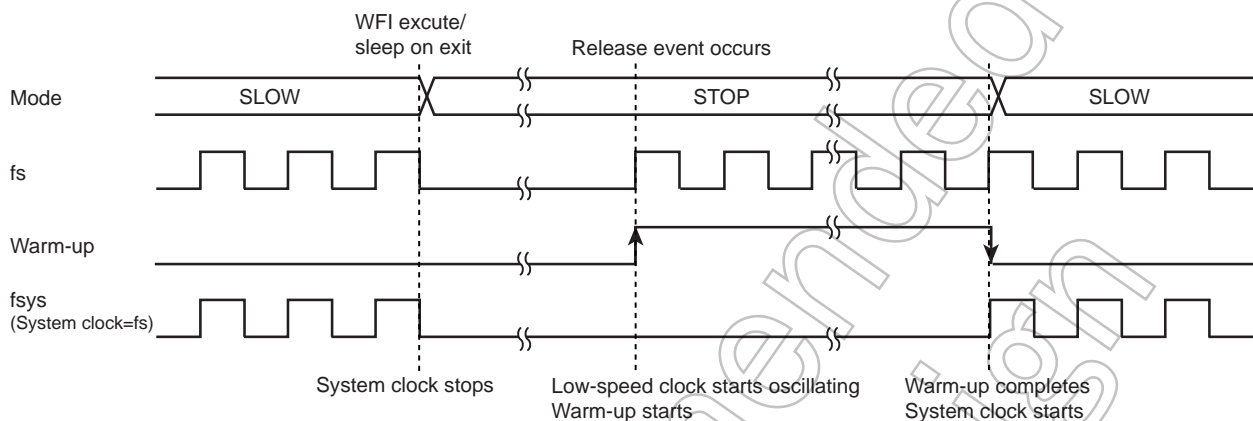 WFI excute/
sleep on exit
Release event occurs
Mode
SLOW
STOP
SLOW
fs
Warm-up
fsys
(System clock=fs)
System clock stops
Low-speed clock starts oscillating
Warm-up starts
Warm-up completes
System clock starts